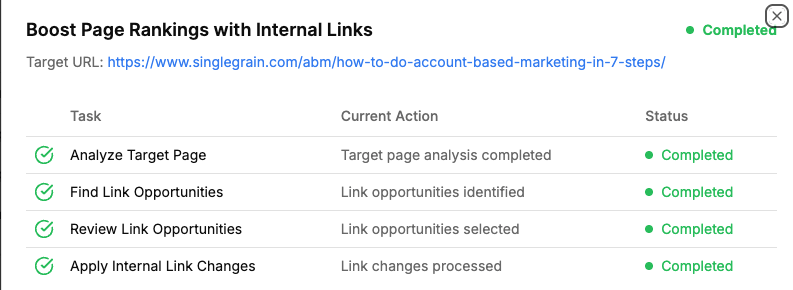 Boost Page Rankings with Internal Links
Completed
Target URL: https://www.singlegrain.com/abm/how-to-do-account-based-marketing-in-7-steps/
Task Current Action Status
Analyze Target Page Target page analysis completed Completed
Find Link Opportunities Link opportunities identified Completed
Review Link Opportunities Link opportunities selected Completed
Apply Internal Link Changes Link changes processed Completed